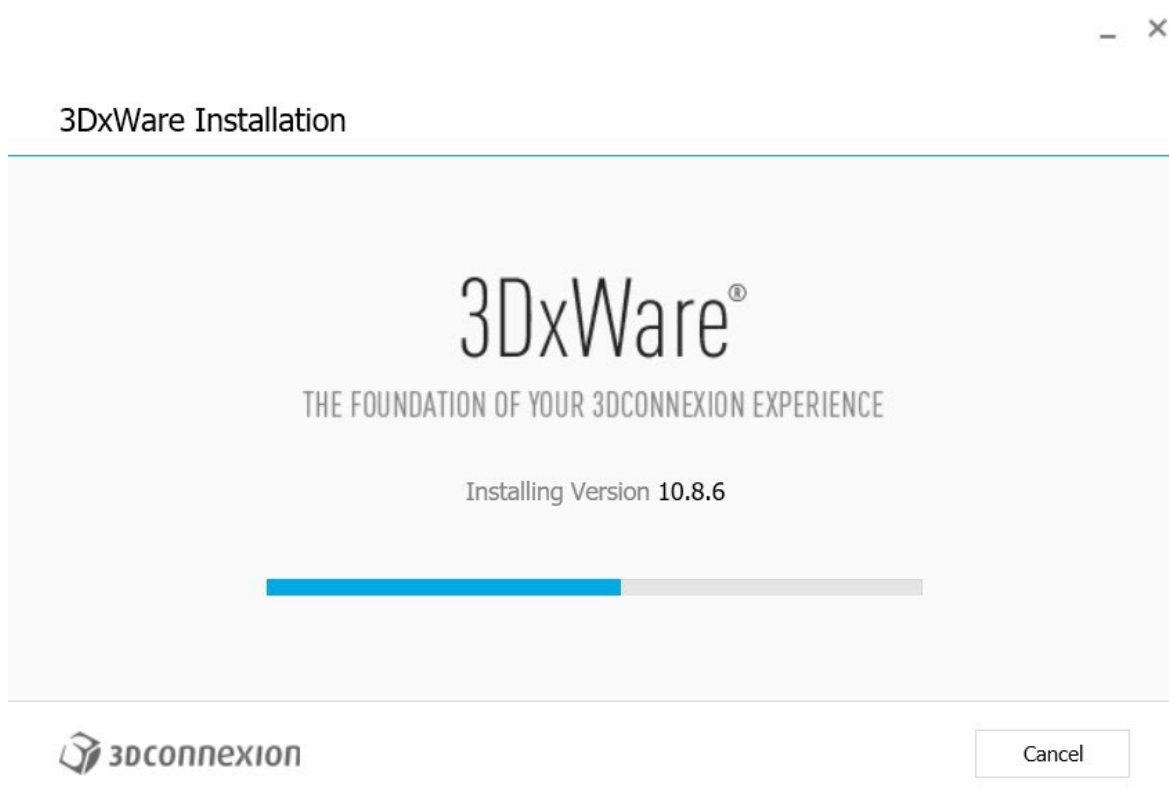 3DxWare Installation
3DxWare®
THE FOUNDATION OF YOUR 3DCONNEXION EXPERIENCE
Installing Version 10.8.6
3Dconnexion
Cancel